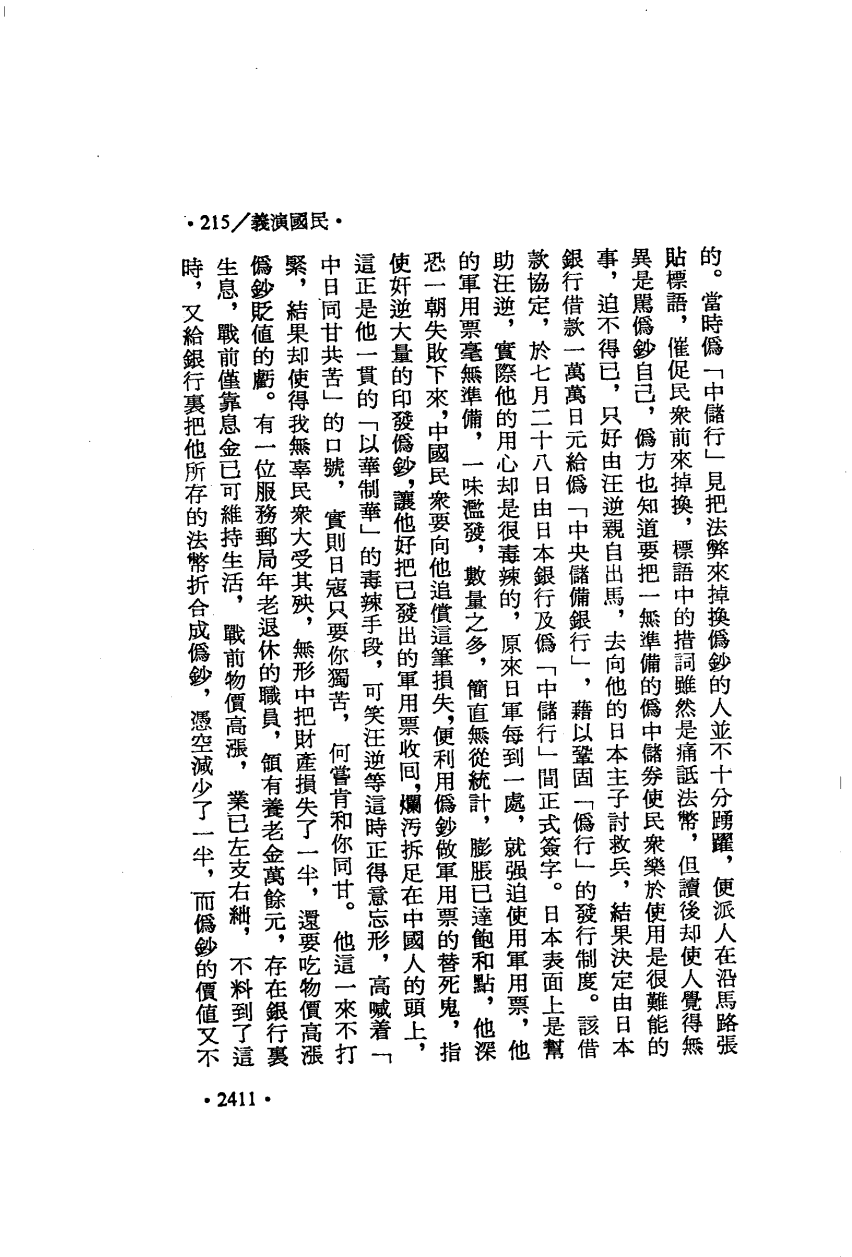 •215／義演國民•
的。當時僞「中儲行」見把法弊來掉換僞鈔的人並不十分踴躍，便派人在沿馬路張
貼標語，催促民衆前來掉換，標語中的措詞雖然是痛詆法幣，但讀後却使人覺得無
異是罵僞鈔自己，僞方也知道要把一無準備的僞中儲券使民衆樂於使用是很難能的
事，迫不得已，只好由汪逆親自出馬，去向他的日本主子討救兵，結果決定由日本
銀行借款一萬萬日元給僞「中央儲備銀行」，藉以鞏固「僞行」的發行制度。該借
款協定，於七月二十八日由日本銀行及僞「中儲行」間正式簽字。日本表面上是幫
助汪逆，實際他的用心却是很毒辣的，原來日軍每到一處，就强迫使用軍用票，他
的軍用票毫無準備，一味濫發，數量之多，簡直無從統計，膨脹已達飽和點，他深
恐一朝失敗下來，中國民衆要向他追償這筆損失，便利用僞鈔做軍用票的替死鬼，指
使奸逆大量的印發僞鈔，讓他好把已發出的軍用票收回，爛污拆足在中國人的頭上，
這正是他一貫的「以華制華」的毒辣手段，可笑汪逆等這時正得意忘形，高喊着「
中日同甘共苦」的口號，實則日寇只要你獨苦，何嘗肯和你同甘。他這一來不打
緊，結果却使得我無辜民衆大受其殃，無形中把財產損失了一半，還要吃物價高漲
僞鈔貶值的虧。有一位服務郵局年老退休的職員，領有養老金萬餘元，存在銀行裏
生息，戰前僅靠息金已可維持生活，戰前物價高漲，業已左支右絀，不料到了這
時，又給銀行裏把他所存的法幣折合成僞鈔，憑空減少了一半，而僞鈔的價值又不
•2411•